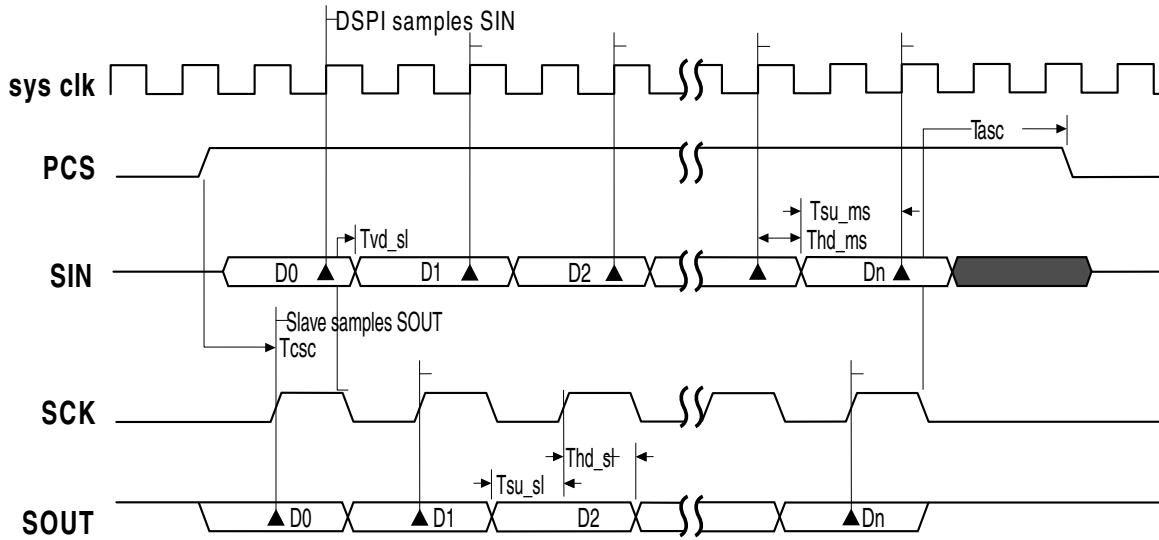 DSPI samples SIN
sys clk
Tasc
PCS
Tsu_ms
Tvd_sl
Thd_ms
SIN
D0
D1
D2
Dn
Slave samples SOUT
Tcsc
SCK
Thd_sl
Tsu_sl
SOUT
D0
D1
D2
Dn